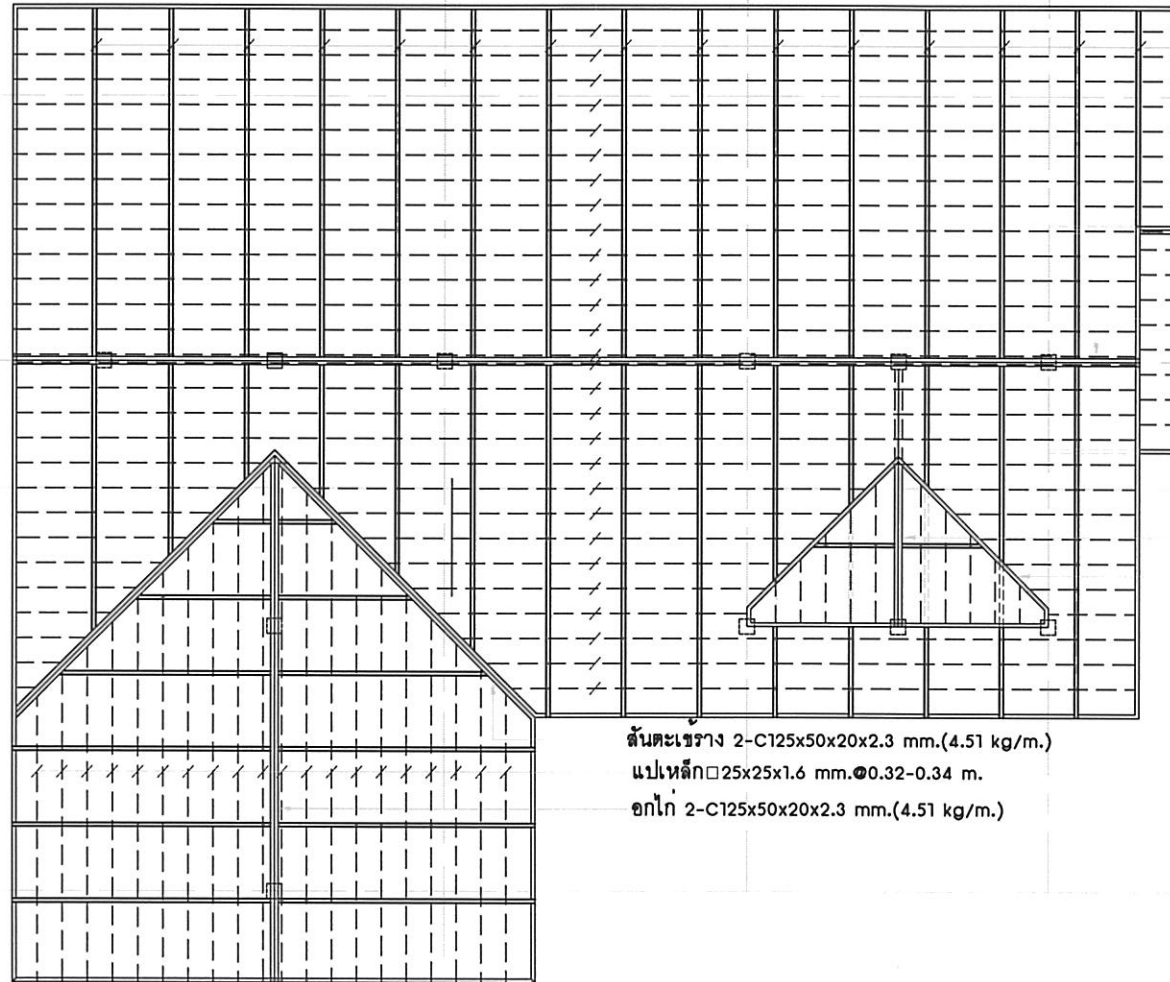 สันตะเข้ราง 2-C125x50x20x2.3 mm.(4.51 kg/m.)
แปเหล็ก□25x25x1.6 mm.@0.32-0.34 m.
อกไก่ 2-C125x50x20x2.3 mm.(4.51 kg/m.)